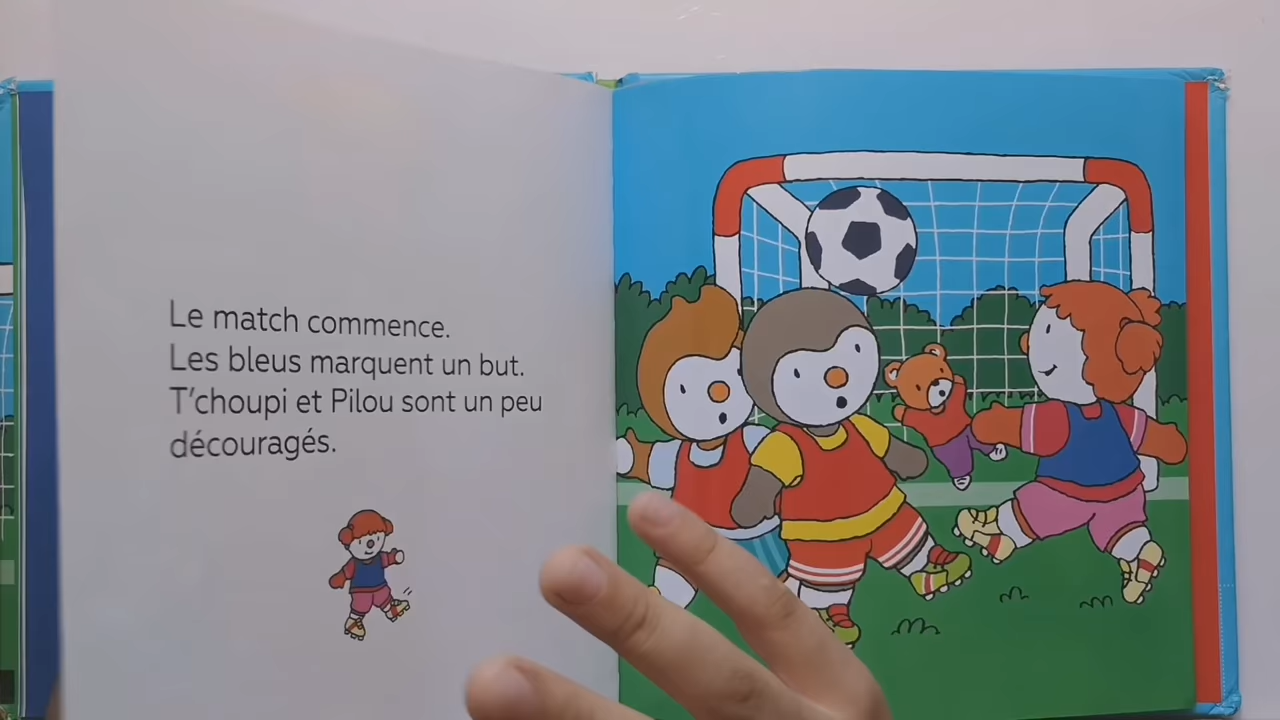 Le match commence.
Les bleus marquent un but.
T'choupi et Pilou sont un peu
découragés.